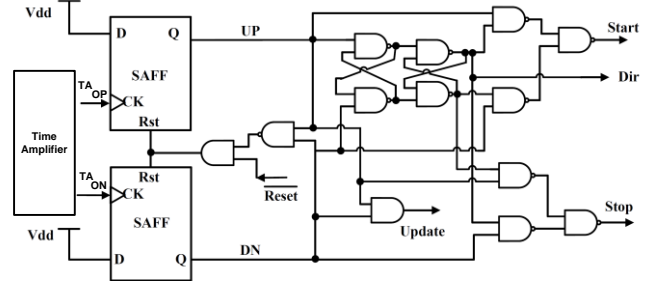 Vdd
D
Q
UP
SAFF
TA OP
CK
Rst
Time
Amplifier
Rst
TA ON
CK
SAFF
Vdd
D
Q
DN
Reset
Update
Start
Dir
Stop